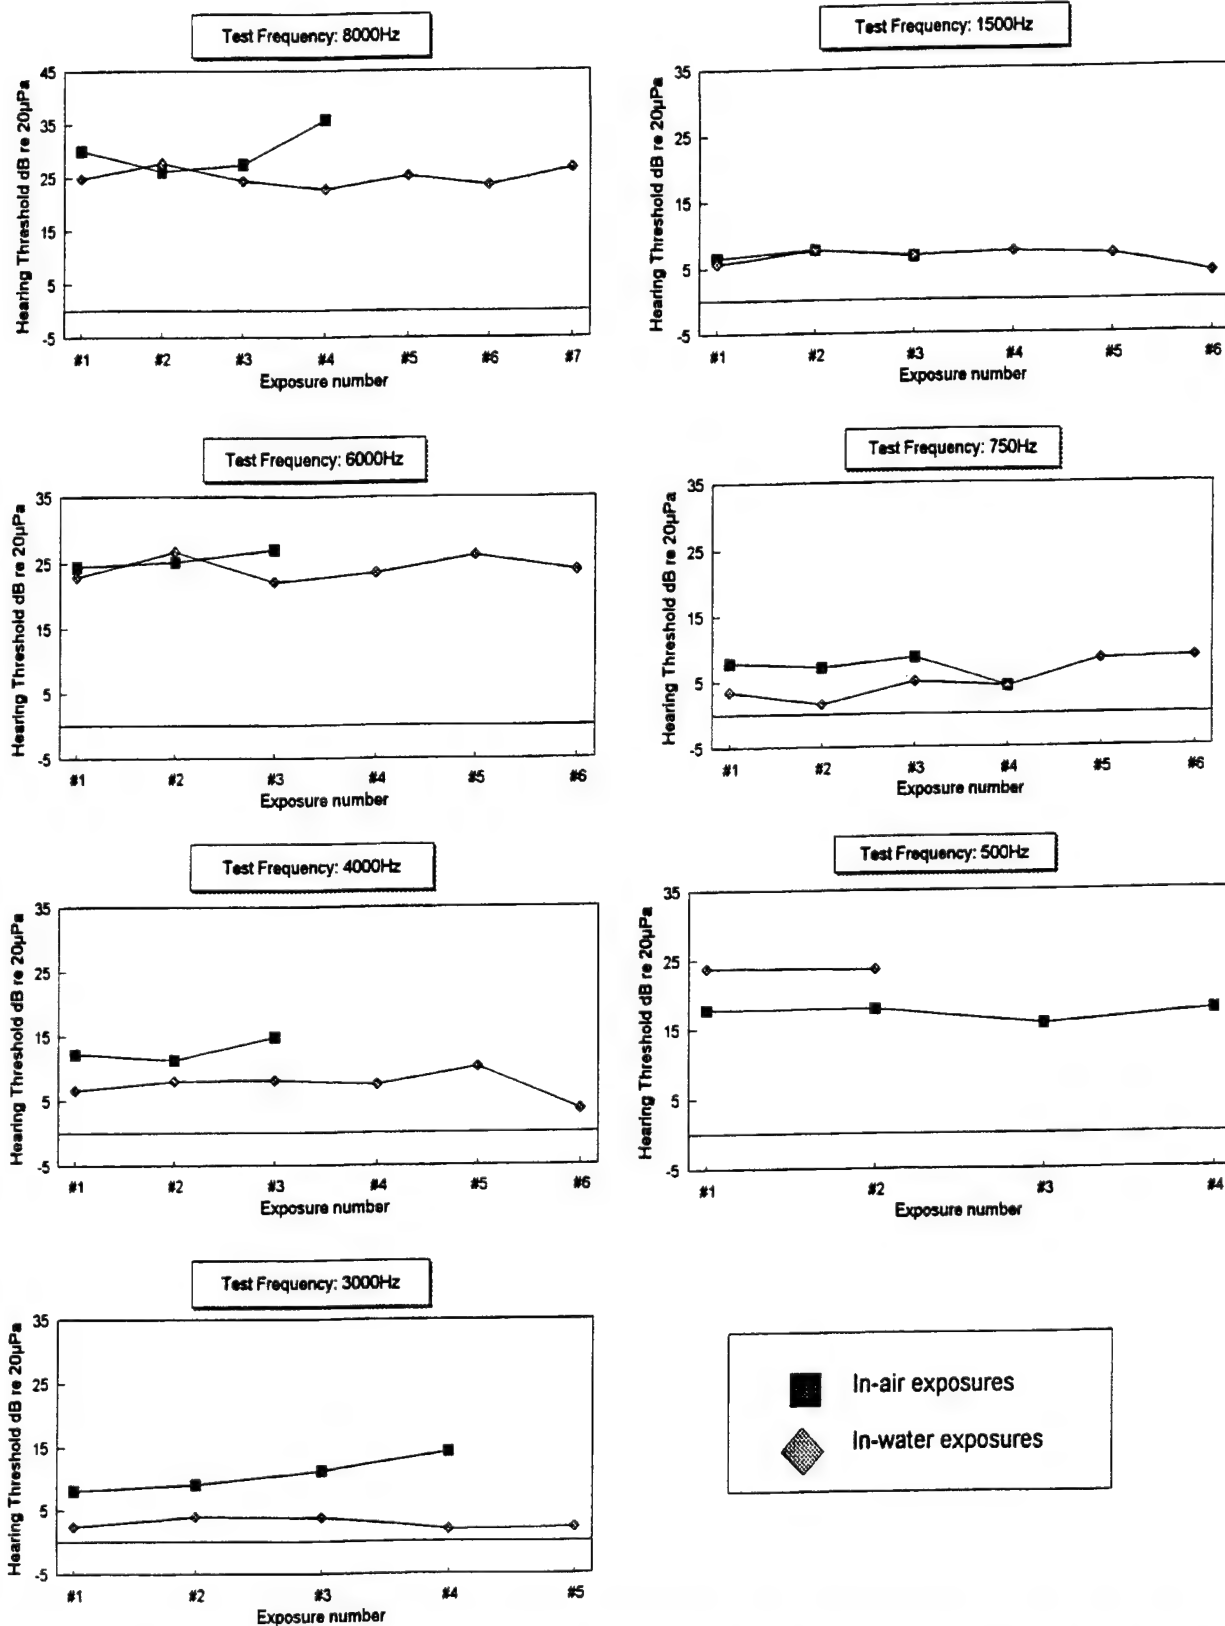 Test Frequency: 8000Hz
Hearing Threshold dB re 20µPa
45
35
25
15
5
-5
#1 #2 #3 #4 #5 #6 #7
Exposure number
Test Frequency: 1500Hz
Hearing Threshold dB re 20µPa
35
25
15
5
-5
#1 #2 #3 #4 #5 #6
Exposure number
Test Frequency: 6000Hz
Hearing Threshold dB re 20µPa
35
25
15
5
-5
#1 #2 #3 #4 #5 #6
Exposure number
Test Frequency: 750Hz
Hearing Threshold dB re 20µPa
35
25
15
5
-5
#1 #2 #3 #4 #5 #6
Exposure number
Test Frequency: 4000Hz
Hearing Threshold dB re 20µPa
35
25
15
5
-5
#1 #2 #3 #4 #5 #6
Exposure number
Test Frequency: 500Hz
Hearing Threshold dB re 20µPa
35
25
15
5
-5
#1 #2 #3 #4
Exposure number
Test Frequency: 3000Hz
Hearing Threshold dB re 20µPa
35
25
15
5
-5
#1 #2 #3 #4 #5
Exposure number
In-air exposures
In-water exposures